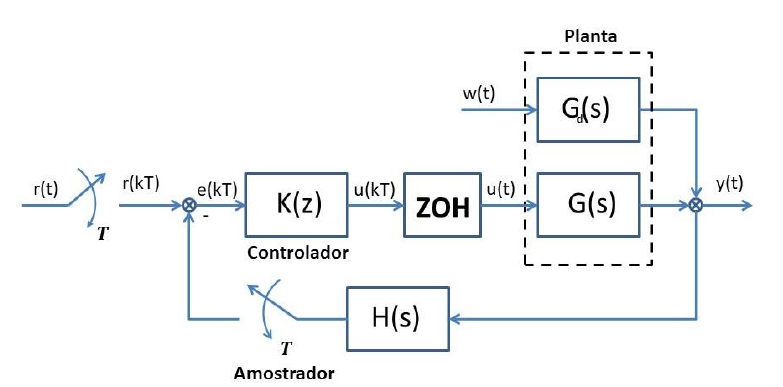 Planta
w(t)
G_d(s)
r(t)
r(kT)
e(kT)
K(z)
u(kT)
ZOH
u(t)
G(s)
y(t)
-
T
Controlador
H(s)
T
Amostrador